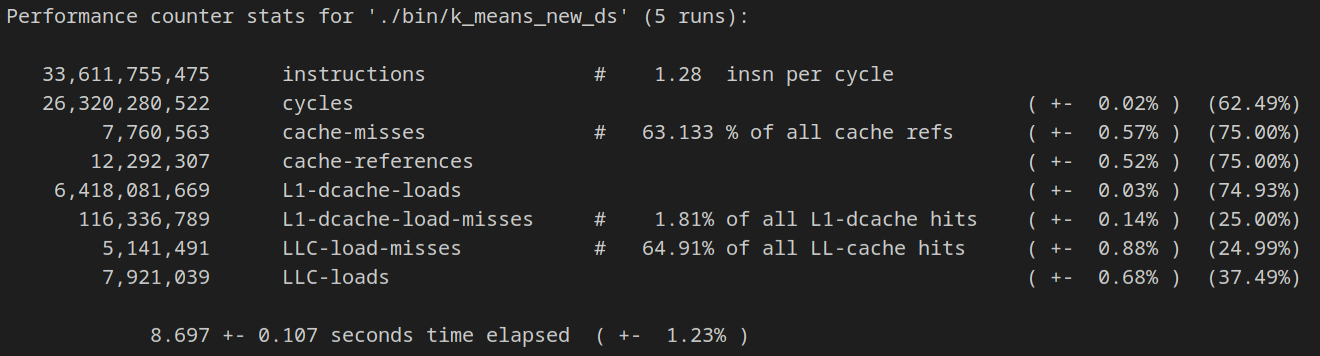 Performance counter stats for './bin/k_means_new_ds' (5 runs):
33,611,755,475 instructions # 1.28 insn per cycle
26,320,280,522 cycles ( +- 0.02% ) (62.49%)
7,760,563 cache-misses # 63.133 % of all cache refs ( +- 0.57% ) (75.00%)
12,292,307 cache-references ( +- 0.52% ) (75.00%)
6,418,081,669 L1-dcache-loads ( +- 0.03% ) (74.93%)
116,336,789 L1-dcache-load-misses # 1.81% of all L1-dcache hits ( +- 0.14% ) (25.00%)
5,141,491 LLC-load-misses # 64.91% of all LL-cache hits ( +- 0.88% ) (24.99%)
7,921,039 LLC-loads ( +- 0.68% ) (37.49%)
8.697 +- 0.107 seconds time elapsed ( +- 1.23% )